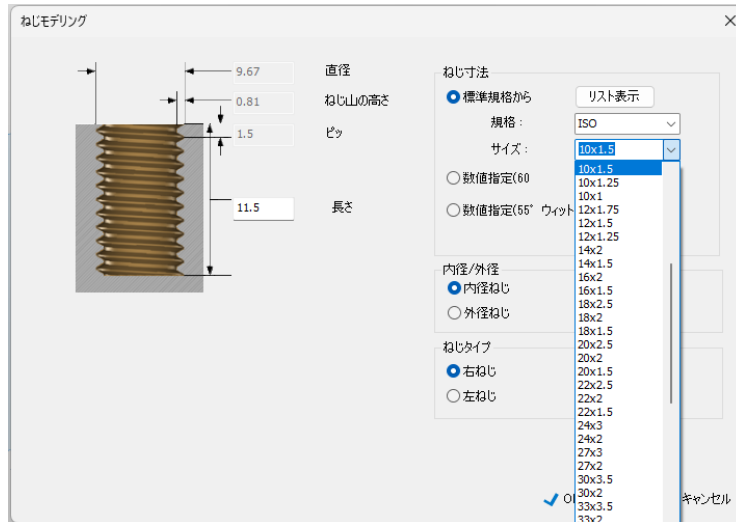 ねじモデリング
9.67 直径
0.81 ねじ山の高さ
1.5 ピッ
11.5 長さ
ねじ寸法
標準規格から リスト表示
規格： ISO
サイズ： 10x1.5
数値指定(60
数値指定(55° ウィット
10x1.5
10x1.25
10x1
12x1.75
12x1.5
12x1.25
14x2
14x1.5
16x2
16x1.5
18x2.5
18x2
18x1.5
20x2.5
20x2
20x1.5
22x2.5
22x2
22x1.5
24x3
24x2
27x3
27x2
30x3.5
30x2
33x3.5
33x2
内径/外径
内径ねじ
外径ねじ
ねじタイプ
右ねじ
左ねじ
キャンセル